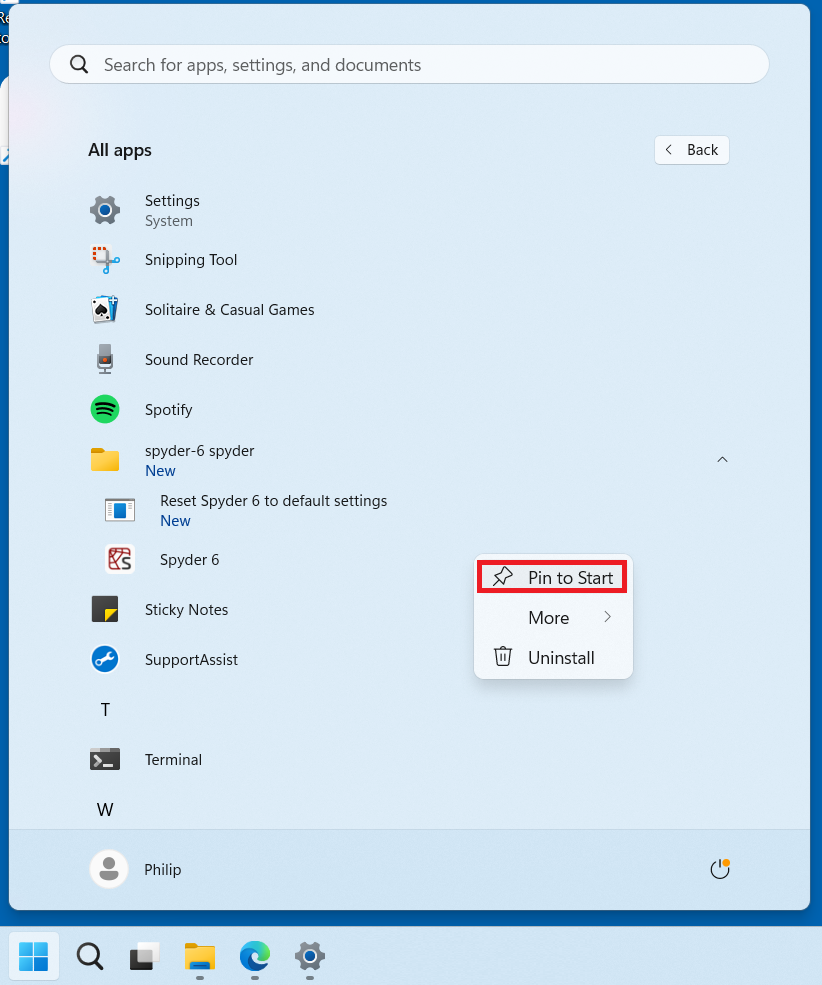 Re
to
Search for apps, settings, and documents
All apps
Back
Settings
System
Snipping Tool
Solitaire & Casual Games
Sound Recorder
Spotify
spyder-6 spyder
New
Reset Spyder 6 to default settings
New
Spyder 6
Pin to Start
Sticky Notes
More
SupportAssist
Uninstall
T
Terminal
W
Philip